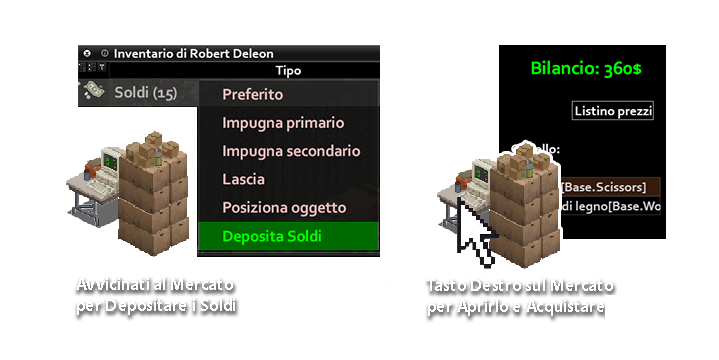 Inventario di Robert Deleon
Tipo
Soldi (15)
Preferito
Impugna primario
Impugna secondario
Lascia
Posiziona oggetto
Deposita Soldi
Avvicinati al Mercato
per Depositare i Soldi
Bilancio: 360$
Listino prezzi
llo:
[Base.Scissors]
di legno[Base.Wo
Tasto Destro sul Mercato
per Aprirlo e Acquistare